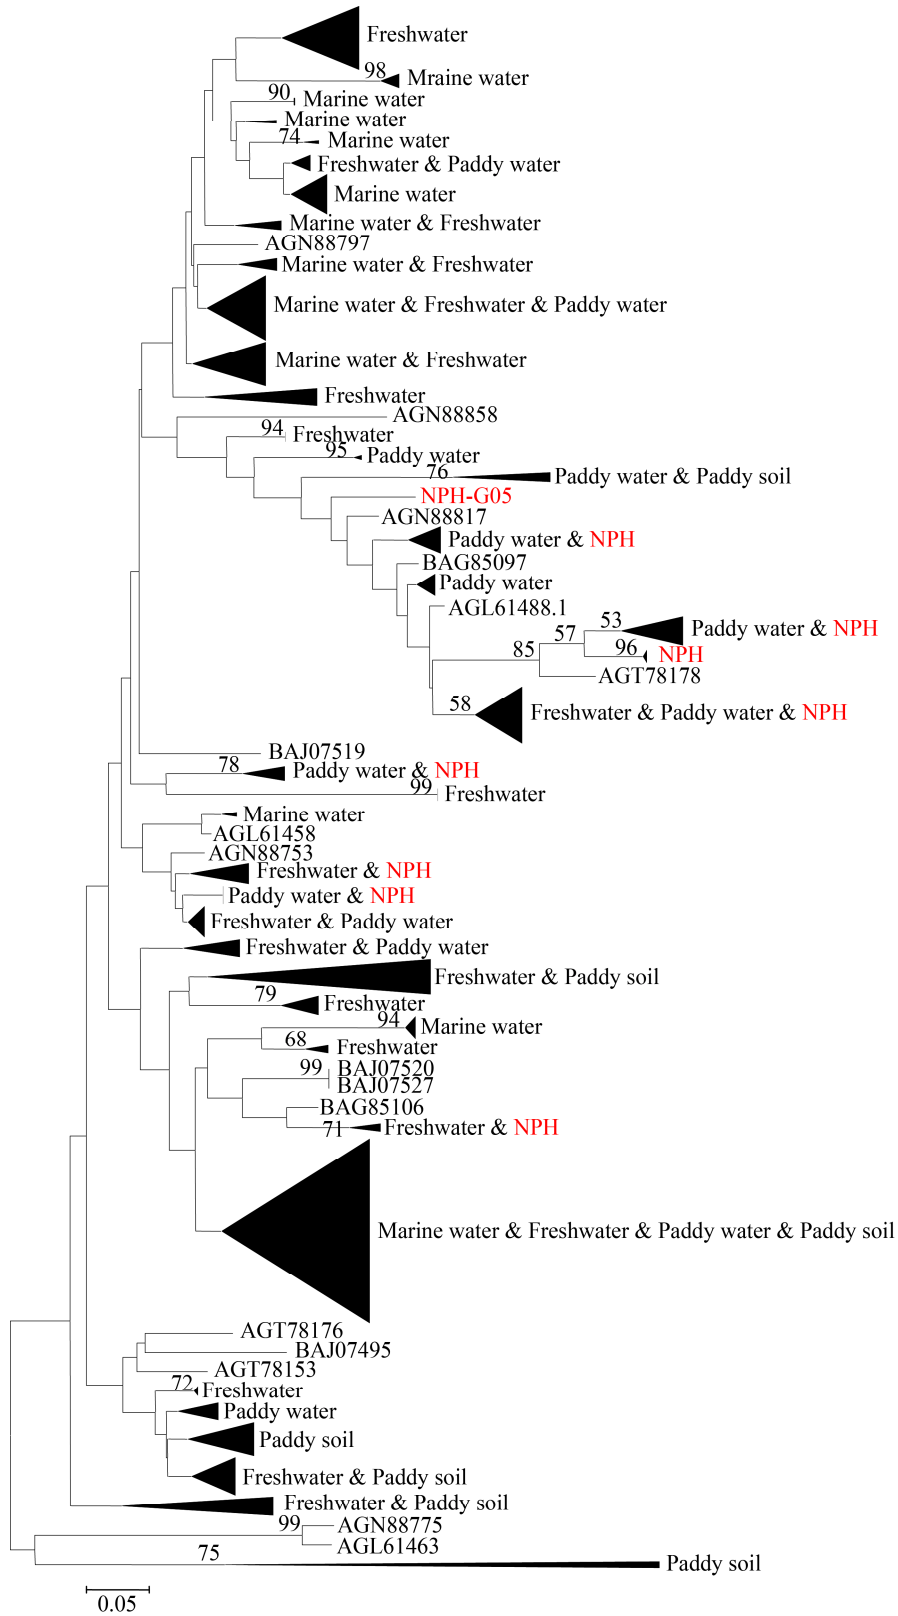 Freshwater
98 Mraine water
90 Marine water
Marine water
74 Marine water
Freshwater & Paddy water
Marine water
Marine water & Freshwater
AGN88797
Marine water & Freshwater
Marine water & Freshwater & Paddy water
Marine water & Freshwater
Freshwater
AGN88858
94 Freshwater
95 Paddy water
76 Paddy water & Paddy soil
NPH-G05
AGN88817
Paddy water & NPH
BAG85097
Paddy water
AGL61488.1
53 Paddy water & NPH
57
96 NPH
85
AGT78178
58 Freshwater & Paddy water & NPH
BAJ07519
78 Paddy water & NPH
99 Freshwater
Marine water
AGL61458
AGN88753
Freshwater & NPH
Paddy water & NPH
Freshwater & Paddy water
Freshwater & Paddy water
Freshwater & Paddy soil
79 Freshwater
94 Marine water
68 Freshwater
99 BAJ07520
BAJ07527
BAG85106
71 Freshwater & NPH
Marine water & Freshwater & Paddy water & Paddy soil
AGT78176
BAJ07495
AGT78153
72 Freshwater
Paddy water
Paddy soil
Freshwater & Paddy soil
Freshwater & Paddy soil
99 AGN88775
AGL61463
75 Paddy soil
0.05